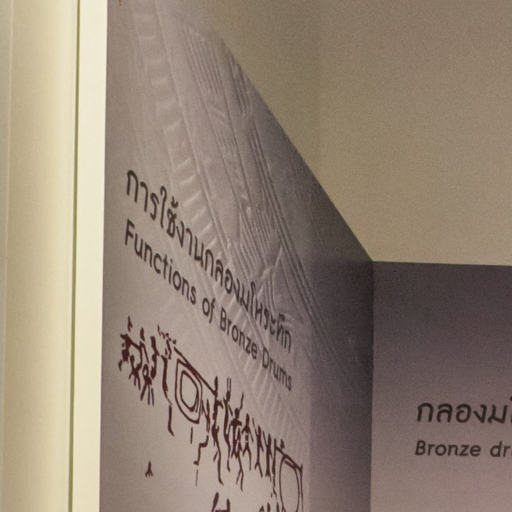 การใช้งานกลองมโหระทึก
Functions of Bronze Drums
กลองมโ
Bronze dr